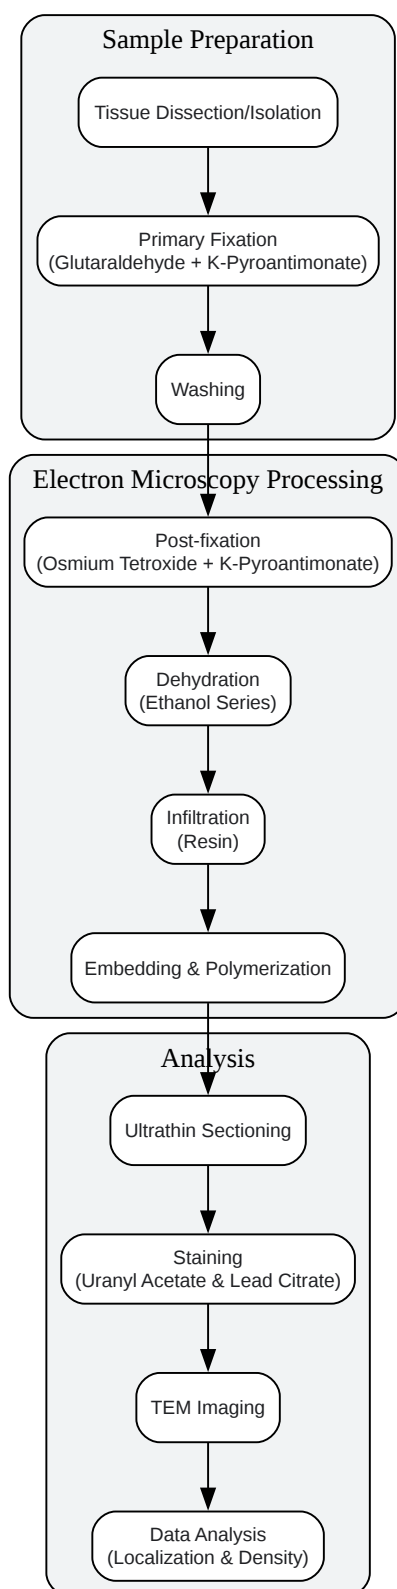 Sample Preparation
Tissue Dissection/Isolation
Primary Fixation
(Glutaraldehyde + K-Pyroantimonate)
Washing
Electron Microscopy Processing
Post-fixation
(Osmium Tetroxide + K-Pyroantimonate)
Dehydration
(Ethanol Series)
Infiltration
(Resin)
Embedding & Polymerization
Analysis
Ultrathin Sectioning
Staining
(Uranyl Acetate & Lead Citrate)
TEM Imaging
Data Analysis
(Localization & Density)